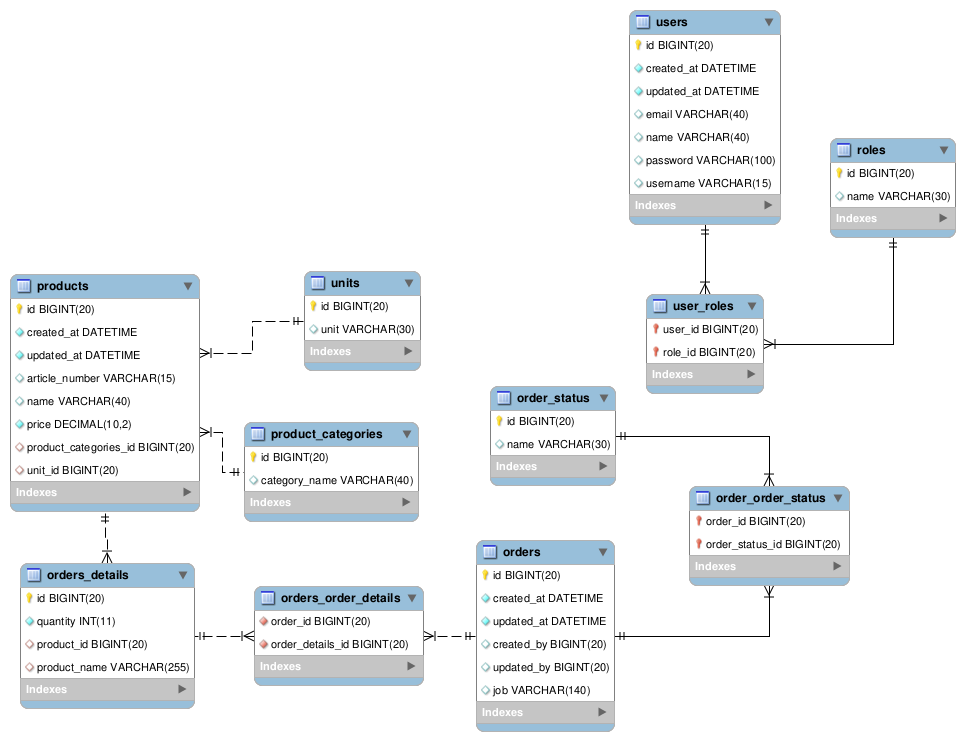 users
id BIGINT(20)
created_at DATETIME
updated_at DATETIME
email VARCHAR(40)
name VARCHAR(40)
password VARCHAR(100)
username VARCHAR(15)
Indexes
roles
id BIGINT(20)
name VARCHAR(30)
Indexes
products
id BIGINT(20)
created_at DATETIME
updated_at DATETIME
article_number VARCHAR(15)
name VARCHAR(40)
price DECIMAL(10,2)
product_categories_id BIGINT(20)
unit_id BIGINT(20)
Indexes
units
id BIGINT(20)
unit VARCHAR(30)
Indexes
user_roles
user_id BIGINT(20)
role_id BIGINT(20)
Indexes
product_categories
id BIGINT(20)
category_name VARCHAR(40)
Indexes
order_status
id BIGINT(20)
name VARCHAR(30)
Indexes
order_order_status
order_id BIGINT(20)
order_status_id BIGINT(20)
Indexes
orders_details
id BIGINT(20)
quantity INT(11)
product_id BIGINT(20)
product_name VARCHAR(255)
Indexes
orders_order_details
order_id BIGINT(20)
order_details_id BIGINT(20)
Indexes
orders
id BIGINT(20)
created_at DATETIME
updated_at DATETIME
created_by BIGINT(20)
updated_by BIGINT(20)
job VARCHAR(140)
Indexes